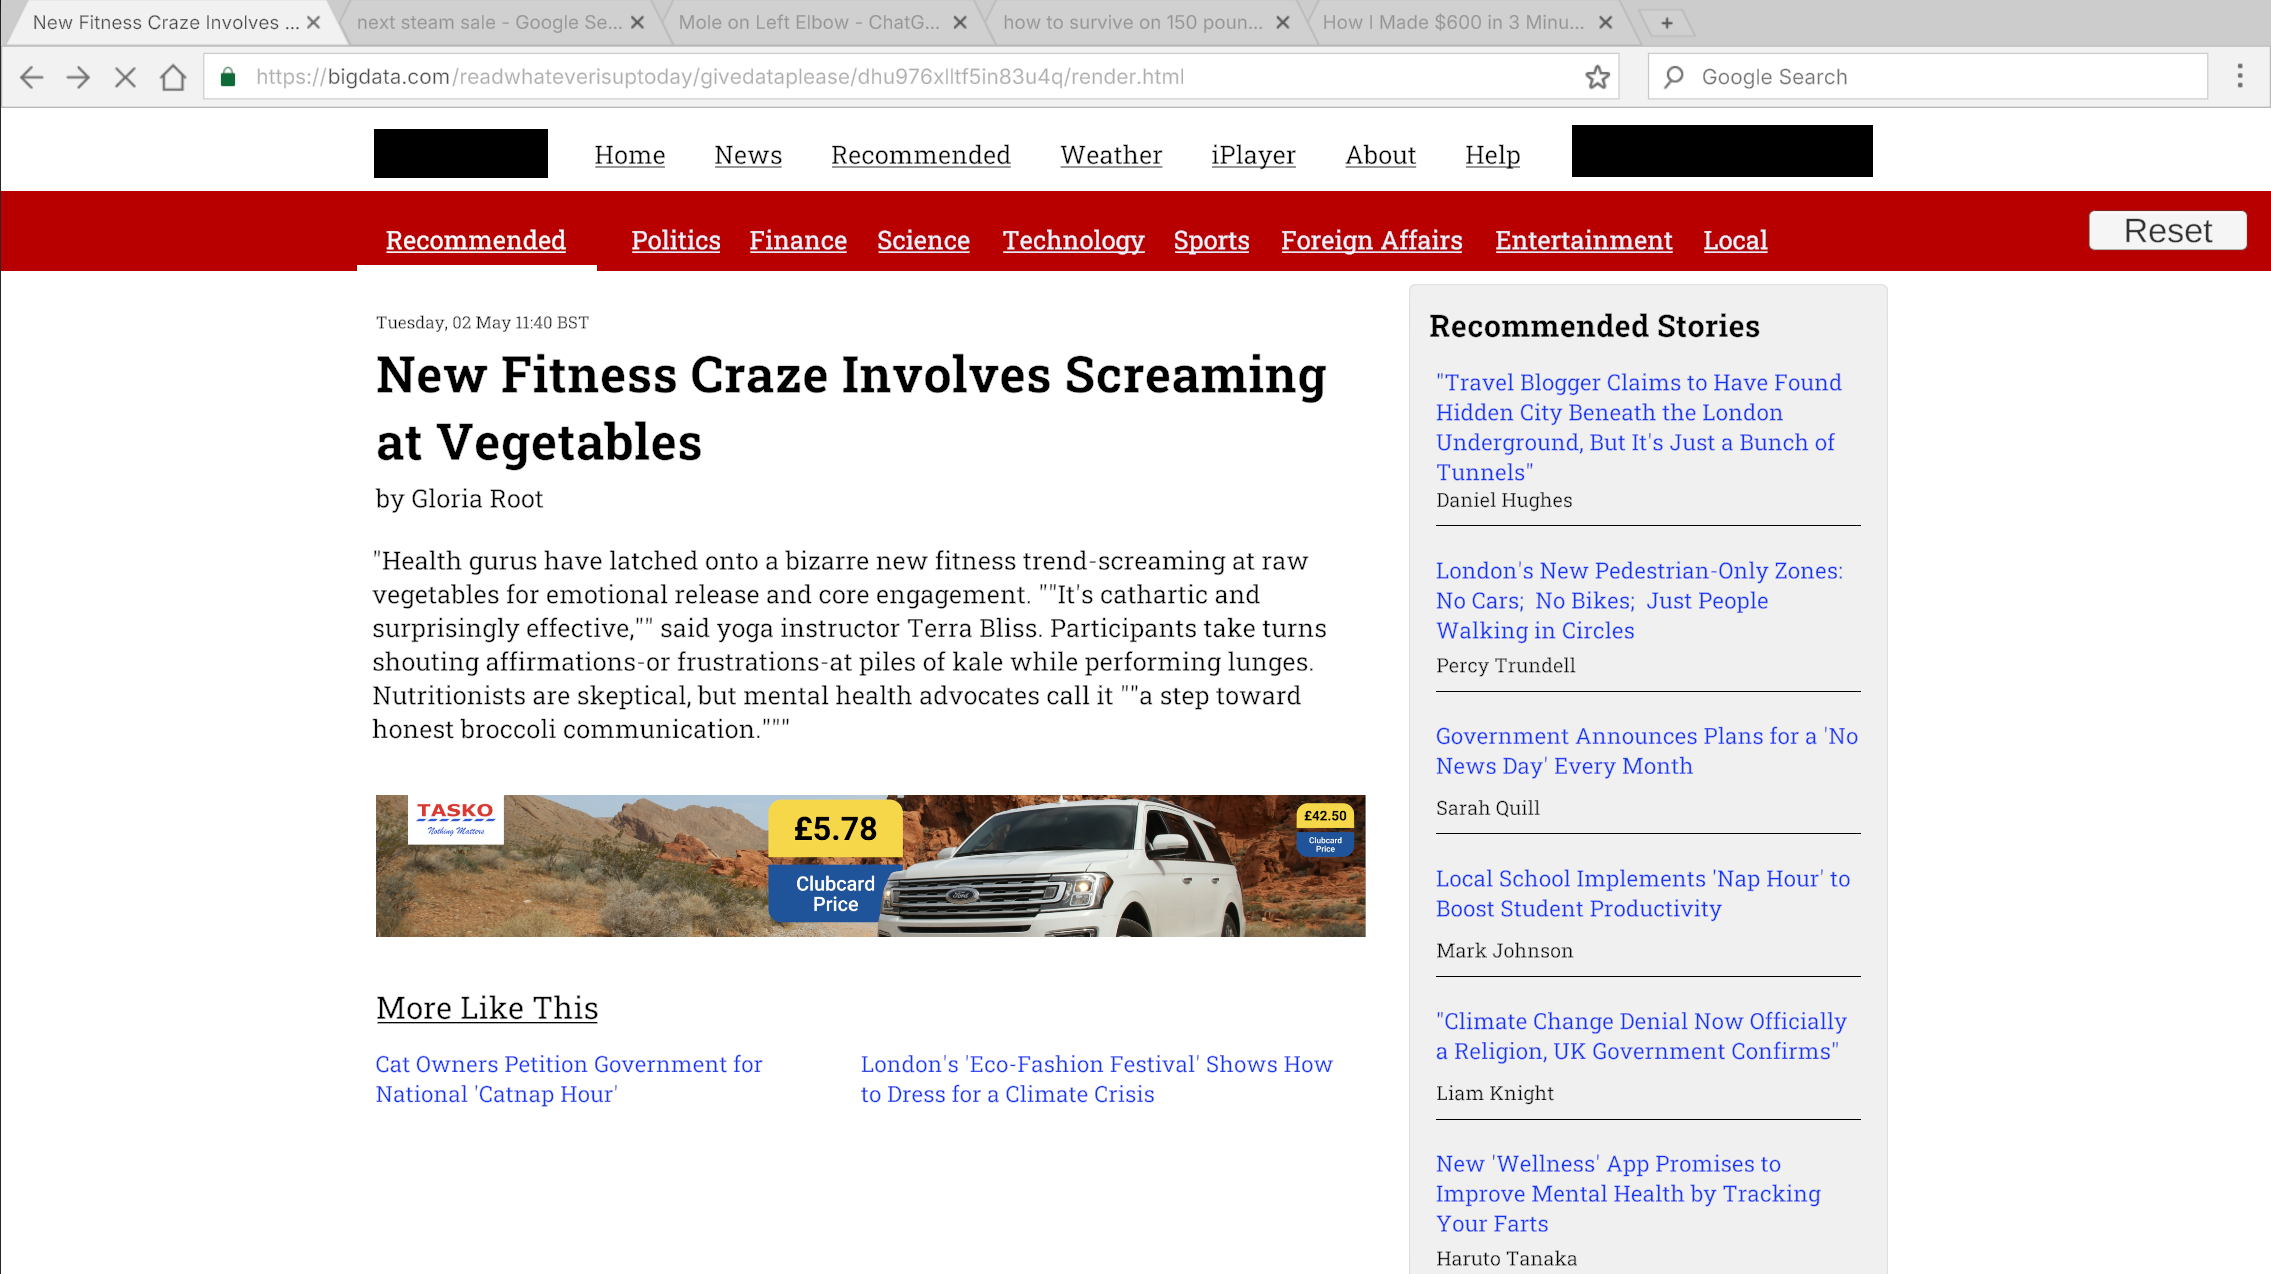 New Fitness Craze Involves ...
next steam sale - Google Se...
Mole on Left Elbow - ChatG...
how to survive on 150 poun...
How I Made $600 in 3 Minu...
https://bigdata.com/readwhateverisuptoday/givedataplease/dhu976xlltf5in83u4q/render.html
Google Search
Home News Recommended Weather iPlayer About Help
Recommended Politics Finance Science Technology Sports Foreign Affairs Entertainment Local
Reset
Tuesday, 02 May 11:40 BST
New Fitness Craze Involves Screaming
at Vegetables
by Gloria Root
"Health gurus have latched onto a bizarre new fitness trend-screaming at raw
vegetables for emotional release and core engagement. ""It's cathartic and
surprisingly effective,"" said yoga instructor Terra Bliss. Participants take turns
shouting affirmations-or frustrations-at piles of kale while performing lunges.
Nutritionists are skeptical, but mental health advocates call it ""a step toward
honest broccoli communication."""
TASKO
Nothing Matters
£5.78
Clubcard
Price
Ford
£42.50
Clubcard
Price
More Like This
Cat Owners Petition Government for
National 'Catnap Hour'
London's 'Eco-Fashion Festival' Shows How
to Dress for a Climate Crisis
Recommended Stories
"Travel Blogger Claims to Have Found
Hidden City Beneath the London
Underground, But It's Just a Bunch of
Tunnels"
Daniel Hughes
London's New Pedestrian-Only Zones:
No Cars; No Bikes; Just People
Walking in Circles
Percy Trundell
Government Announces Plans for a 'No
News Day' Every Month
Sarah Quill
Local School Implements 'Nap Hour' to
Boost Student Productivity
Mark Johnson
"Climate Change Denial Now Officially
a Religion, UK Government Confirms"
Liam Knight
New 'Wellness' App Promises to
Improve Mental Health by Tracking
Your Farts
Haruto Tanaka